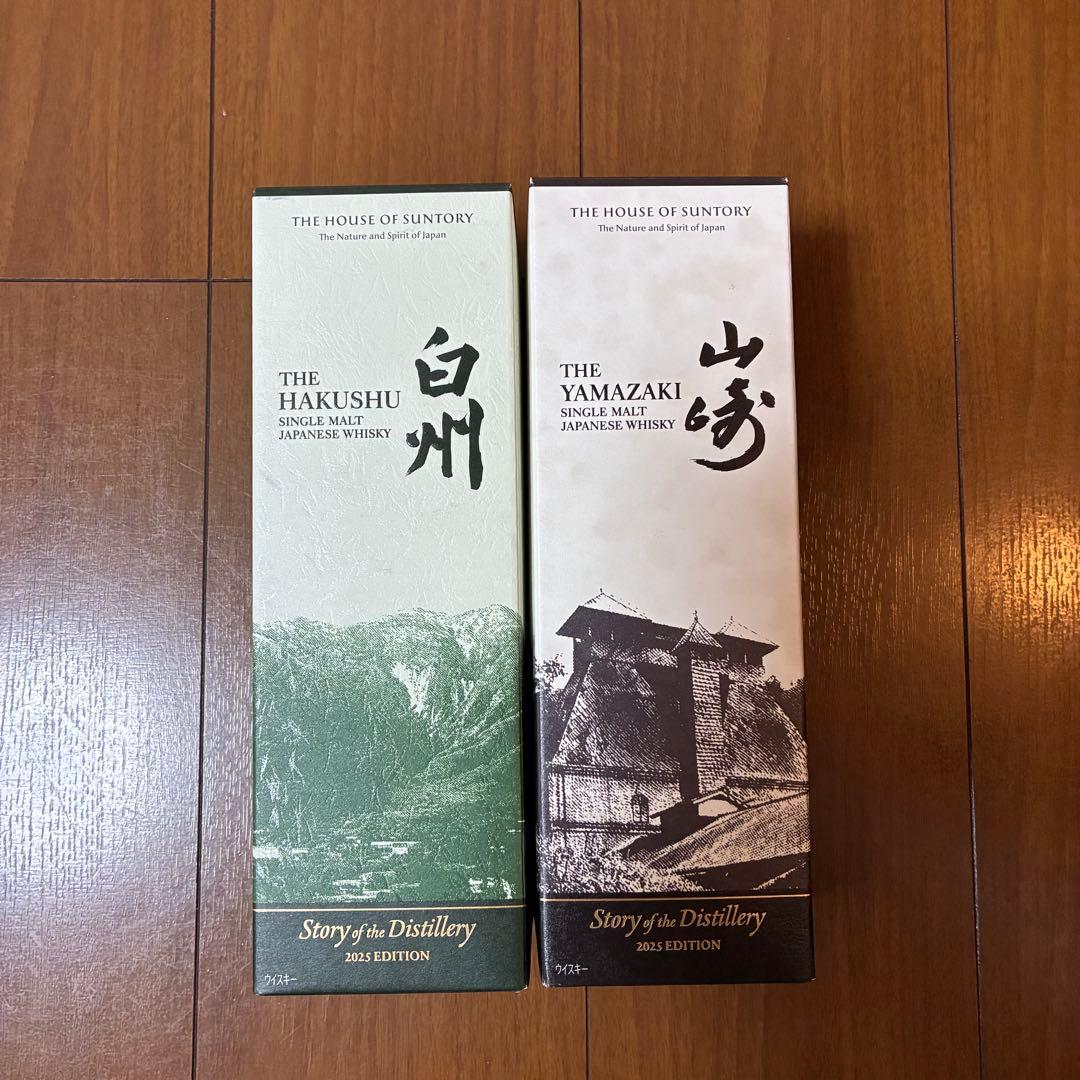 THE HOUSE OF SUNTORY
The Nature and Spirit of Japan
THE
HAKUSHU
SINGLE MALT
JAPANESE WHISKY
白州
Story of the Distillery
2025 EDITION
ウイスキー
THE HOUSE OF SUNTORY
The Nature and Spirit of Japan
THE
YAMAZAKI
SINGLE MALT
JAPANESE WHISKY
山崎
Story of the Distillery
2025 EDITION
ウイスキー